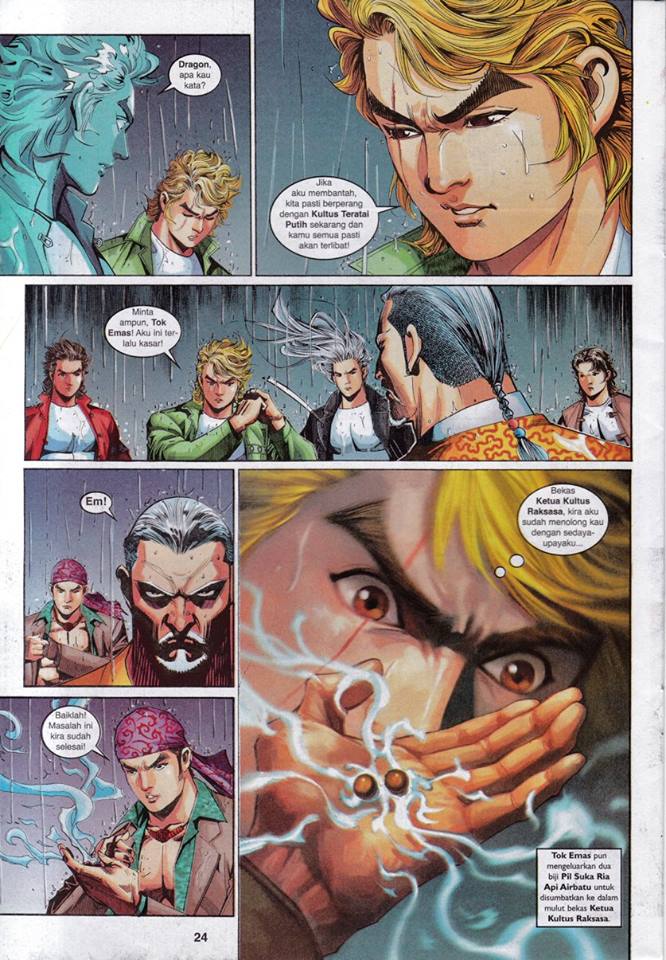 Dragon,
apa kau
kata?
Jika
aku membantah,
kita pasti berperang
dengan Kultus Teratai
Putih sekarang dan
kamu semua pasti
akan terlibat!
Minta
ampun, Tok
Emas! Aku ini ter-
lalu kasar!
Em!
Bekas
Ketua Kultus
Raksasa, kira aku
sudah menolong kau
dengan sedaya-
upayaku...
Baiklah!
Masalah ini
kira sudah
selesai!
Tok Emas pun
mengeluarkan dua
biji Pil Suka Ria
Api Airbatu untuk
disumbatkan ke dalam
mulut bekas Ketua
Kultus Raksasa.
24